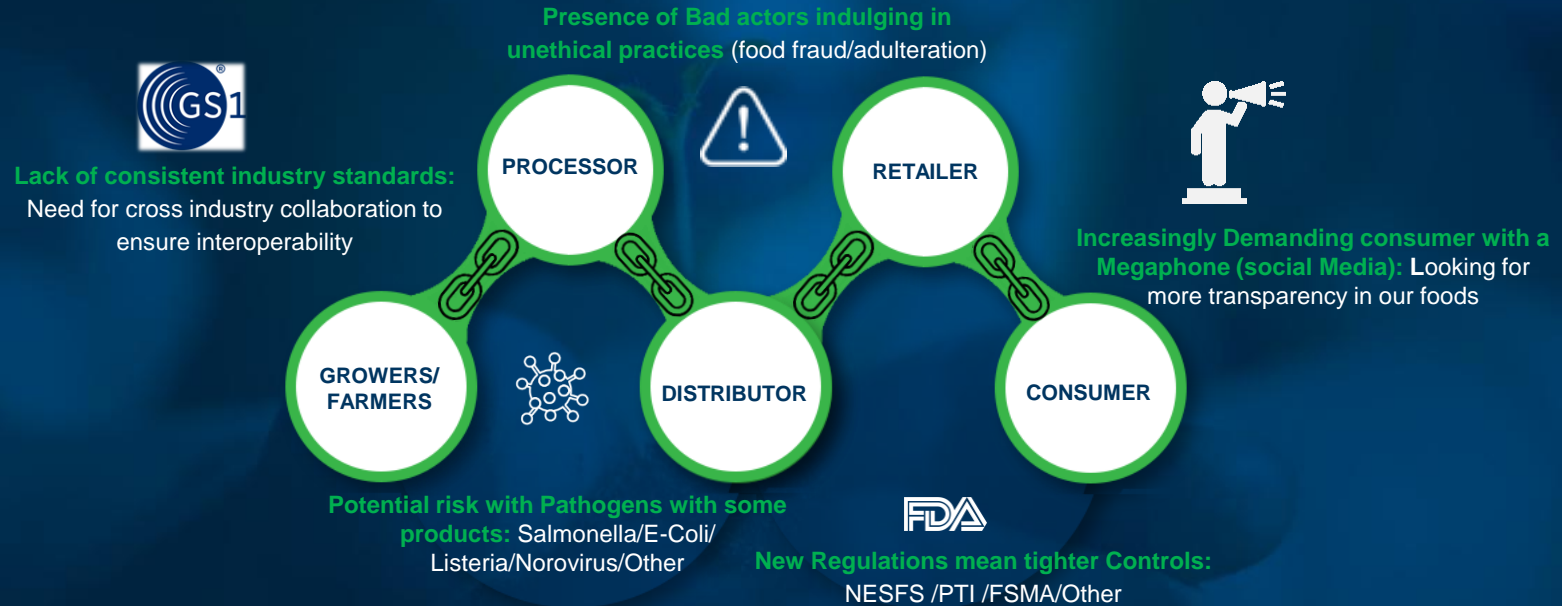 Presence of Bad actors indulging in
unethical practices (food fraud/adulteration)
GS1
®
Lack of consistent industry standards:
Need for cross industry collaboration to
ensure interoperability
PROCESSOR
RETAILER
Increasingly Demanding consumer with a
Megaphone (social Media): Looking for
more transparency in our foods
GROWERS/
FARMERS
DISTRIBUTOR
CONSUMER
Potential risk with Pathogens with some
products: Salmonella/E-Coli/
Listeria/Norovirus/Other
FDA
New Regulations mean tighter Controls:
NESFS /PTI /FSMA/Other